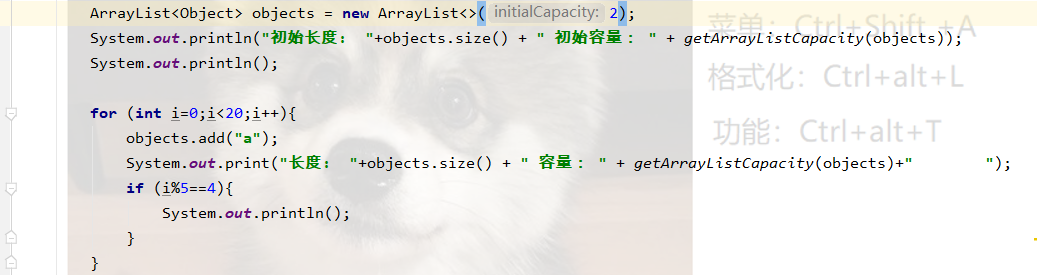 ArrayList<Object> objects = new ArrayList<>( initialCapacity: 2);
System.out.println("初始长度： "+objects.size() + " 初始容量： " + getArrayListCapacity(objects));
System.out.println();
for (int i=0;i<20;i++){
objects.add("a");
System.out.print("长度： "+objects.size() + " 容量： " + getArrayListCapacity(objects)+"        ");
if (i%5==4){
System.out.println();
}
}
菜单：Ctrl+Shift +A
格式化：Ctrl+alt+L
功能：Ctrl+alt+T